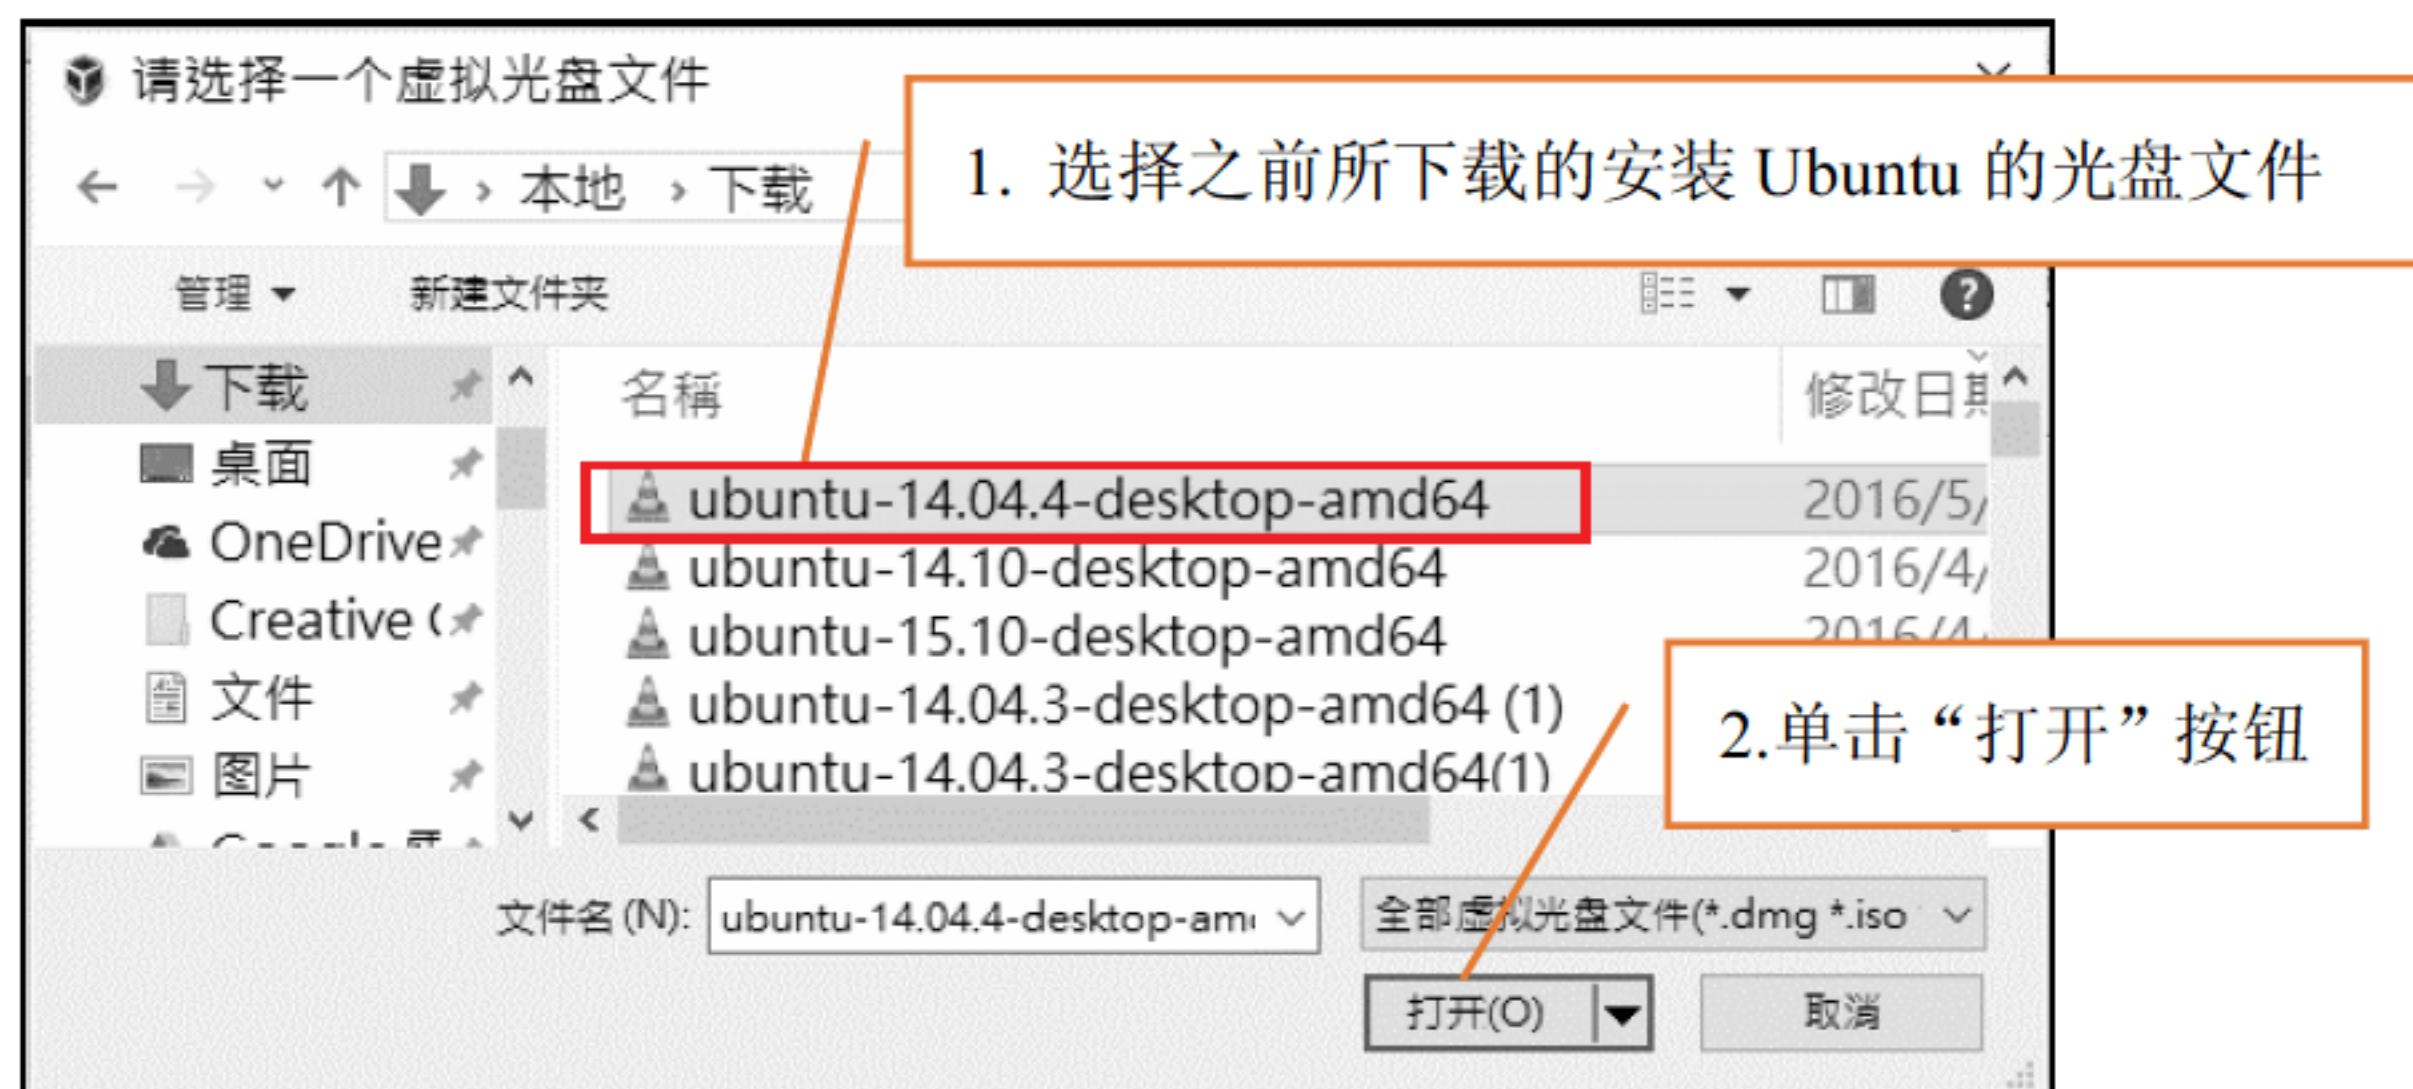 请选择一个虚拟光盘文件
1. 选择之前所下载的安装 Ubuntu 的光盘文件
本地 › 下载
管理 新建文件夹
下载
桌面
OneDrive
Creative
文件
图片
名稱 修改日期
ubuntu-14.04.4-desktop-amd64 2016/5/
ubuntu-14.10-desktop-amd64 2016/4/
ubuntu-15.10-desktop-amd64 2016/4
ubuntu-14.04.3-desktop-amd64 (1)
ubuntu-14.04.3-desktop-amd64(1)
2.单击“打开”按钮
文件名(N): ubuntu-14.04.4-desktop-am 全部虚拟光盘文件(*.dmg *.iso
打开(O) 取消